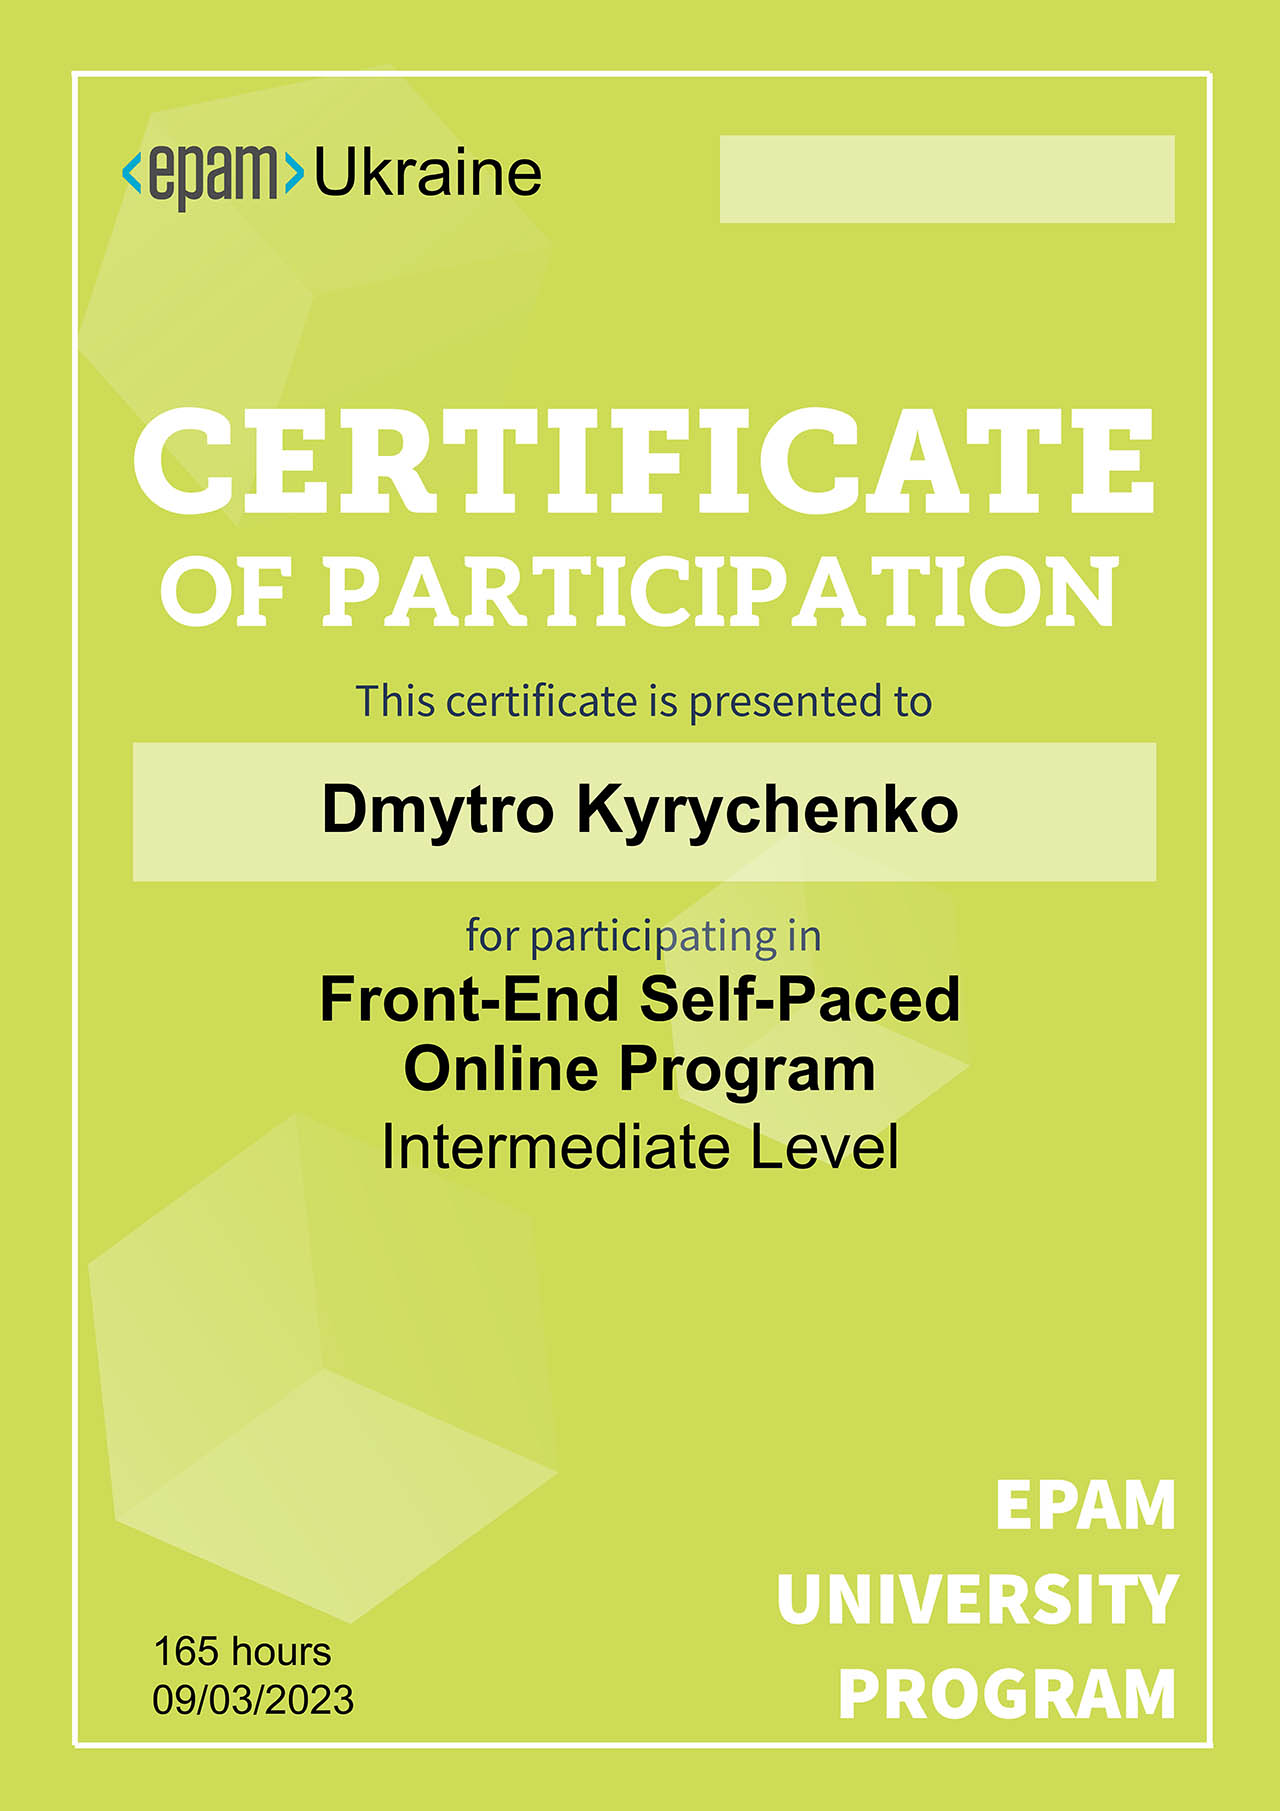 <epam> Ukraine
CERTIFICATE
OF PARTICIPATION
This certificate is presented to
Dmytro Kyrychenko
for participating in
Front-End Self-Paced
Online Program
Intermediate Level
EPAM
UNIVERSITY
PROGRAM
165 hours
09/03/2023